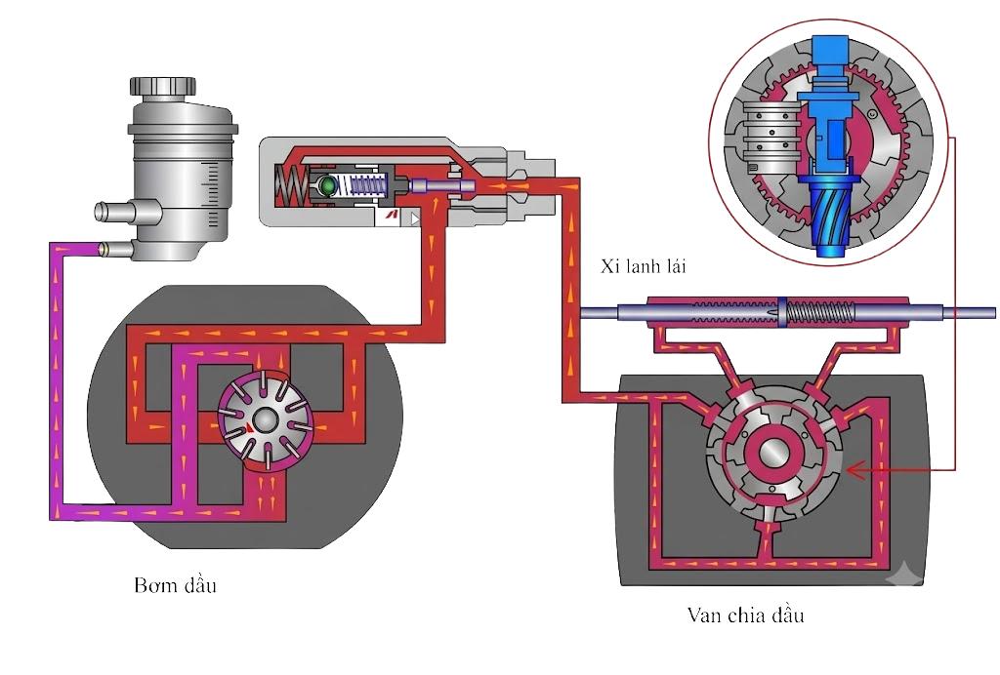 Xi lanh lái
Bơm dầu
Van chia dầu